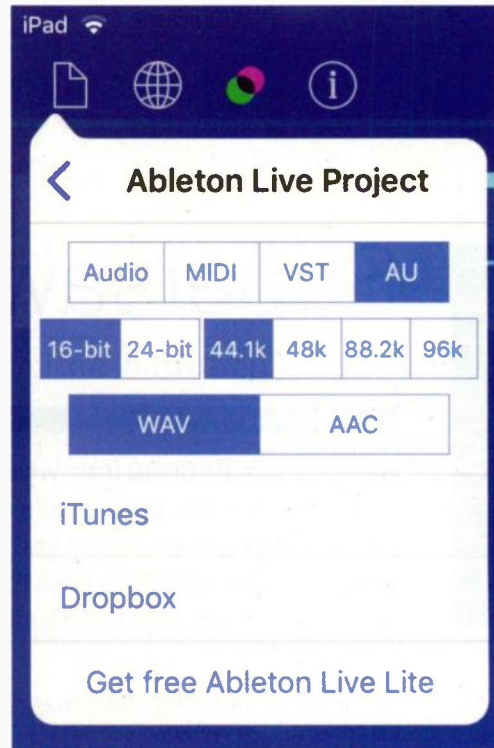 iPad
i
Ableton Live Project
Audio MIDI VST AU
16-bit 24-bit 44.1k 48k 88.2k 96k
WAV AAC
iTunes
Dropbox
Get free Ableton Live Lite